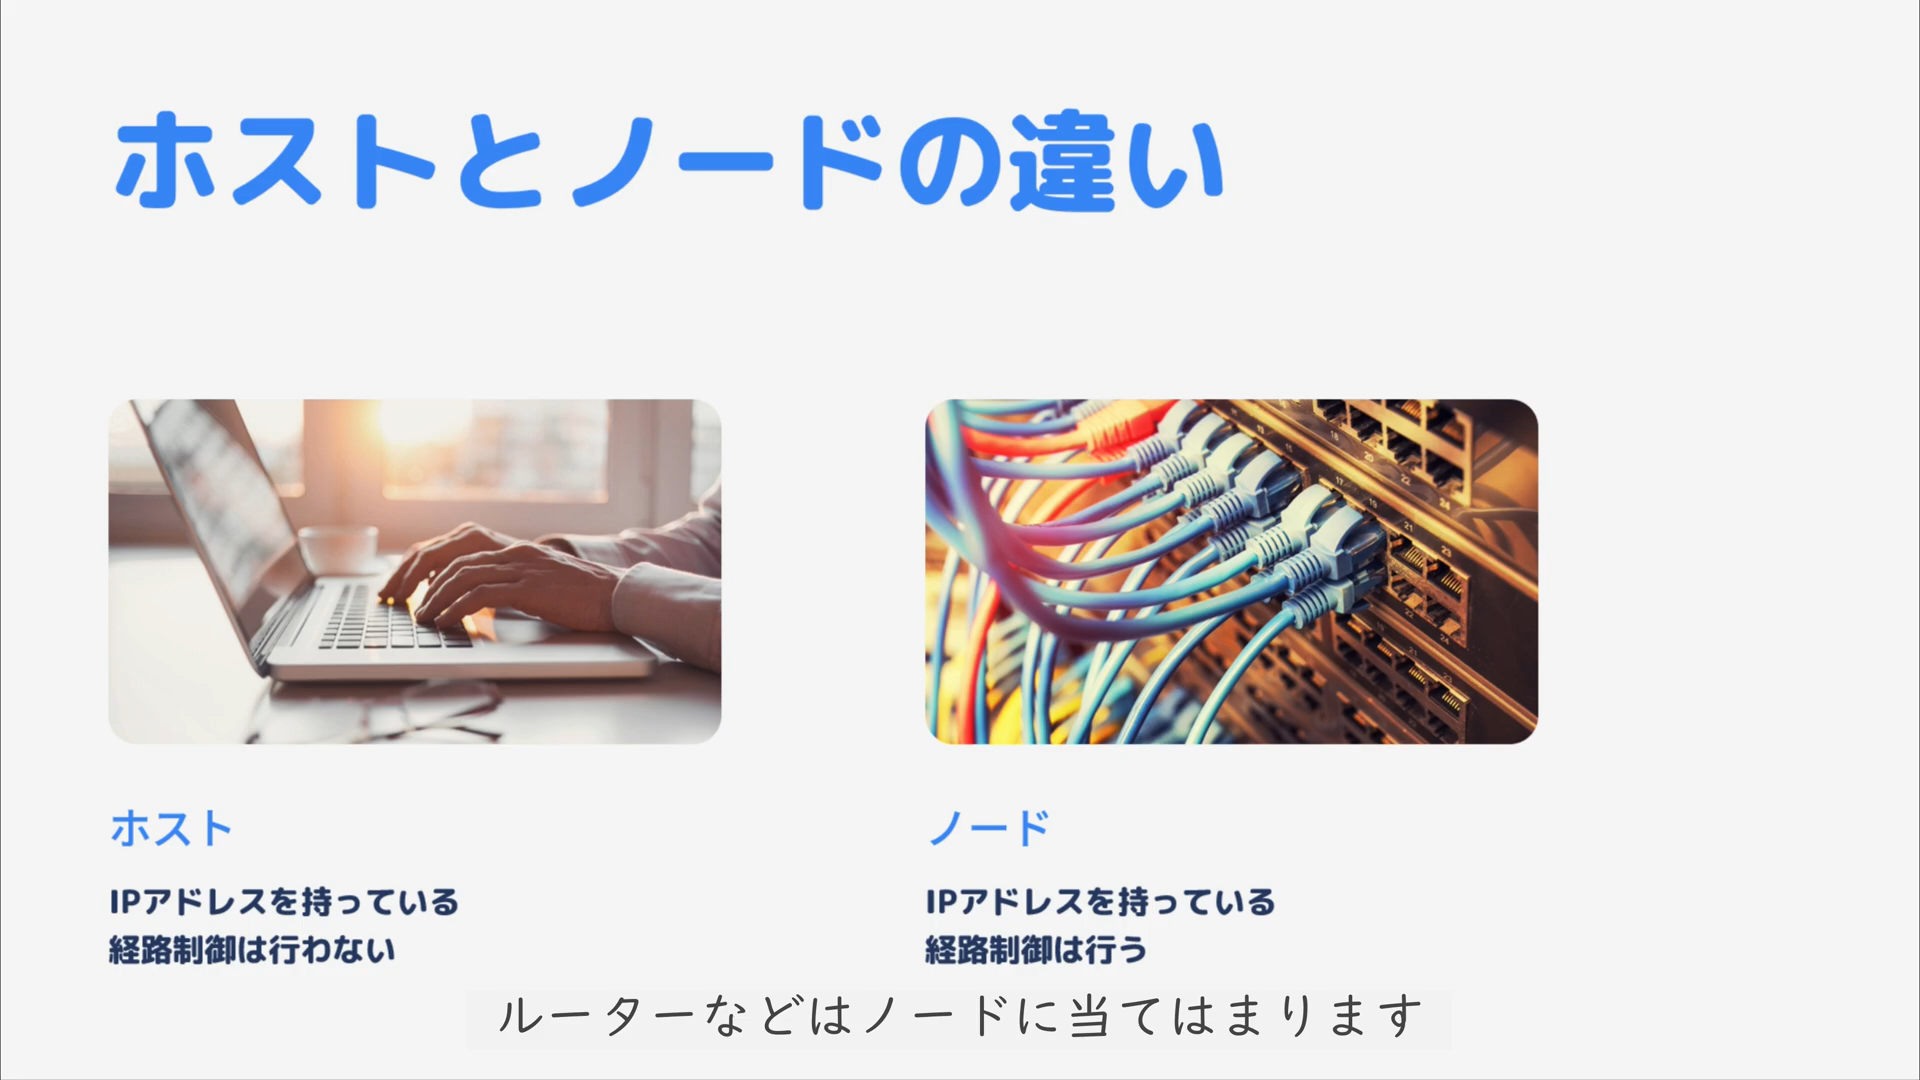 ホストとノードの違い
ホスト
IPアドレスを持っている
経路制御は行わない
ノード
IPアドレスを持っている
経路制御は行う
ルーターなどはノードに当てはまります